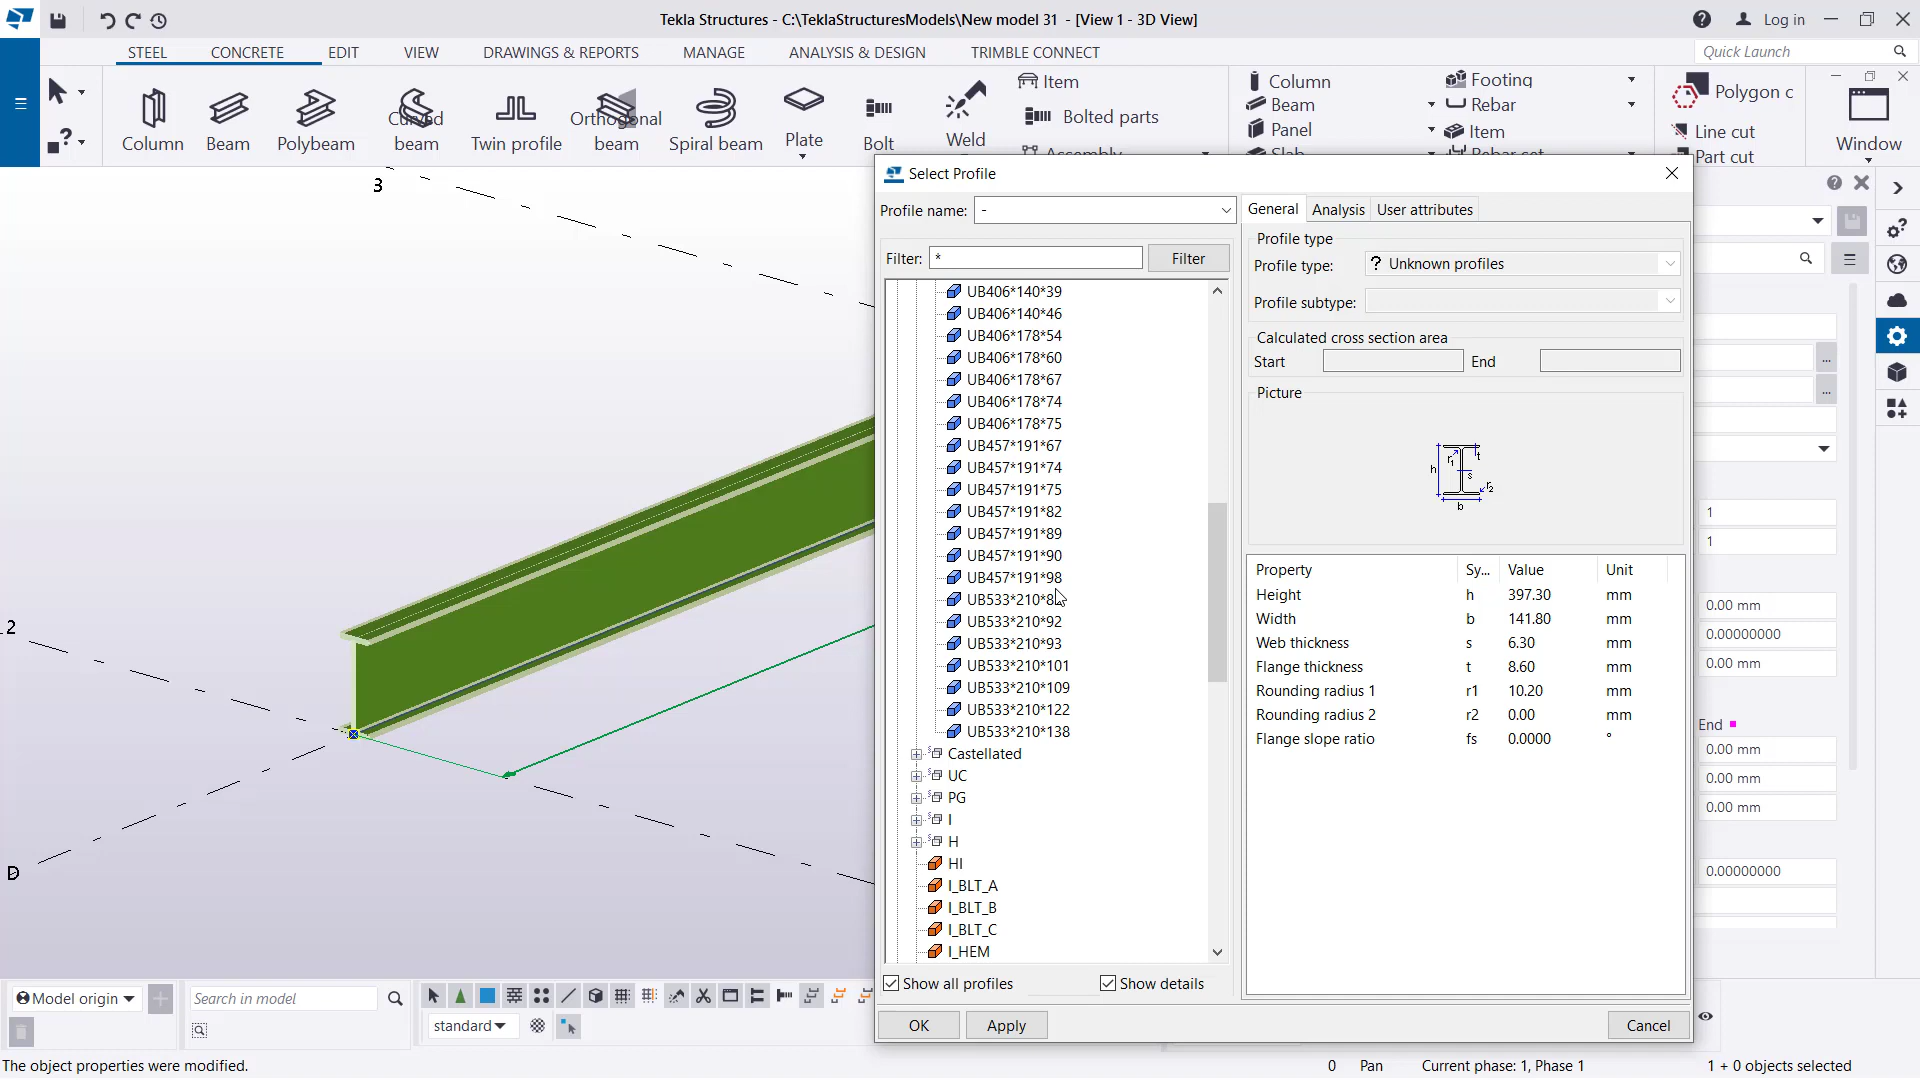 Tekla Structures - C:\TeklaStructuresModels\New model 31 - [View 1 - 3D View]
Log in
STEEL CONCRETE EDIT VIEW DRAWINGS & REPORTS MANAGE ANALYSIS & DESIGN TRIMBLE CONNECT
Quick Launch
Column
Beam
Polybeam
Curved beam
Twin profile
Orthogonal beam
Spiral beam
Plate
Bolt
Weld
Item
Bolted parts
Assembly
Column
Beam
Panel
Slab
Footing
Rebar
Item
Rebar set
Polygon c
Line cut
Part cut
Window
3
2
D
Select Profile
Profile name: -
Filter: *
Filter
UB406*140*39
UB406*140*46
UB406*178*54
UB406*178*60
UB406*178*67
UB406*178*74
UB406*178*75
UB457*191*67
UB457*191*74
UB457*191*75
UB457*191*82
UB457*191*89
UB457*191*90
UB457*191*98
UB533*210*92
UB533*210*93
UB533*210*101
UB533*210*109
UB533*210*122
UB533*210*138
Castellated
UC
PG
I
H
HI
I_BLT_A
I_BLT_B
I_BLT_C
I_HEM
Show all profiles
Show details
OK
Apply
Cancel
General Analysis User attributes
Profile type
Profile type: ? Unknown profiles
Profile subtype:
Calculated cross section area
Start End
Picture
h r1 t s r2 b
Property Sy... Value Unit
Height h 397.30 mm
Width b 141.80 mm
Web thickness s 6.30 mm
Flange thickness t 8.60 mm
Rounding radius 1 r1 10.20 mm
Rounding radius 2 r2 0.00 mm
Flange slope ratio fs 0.0000 °
...
...
1
1
0.00 mm
0.00000000
0.00 mm
End
0.00 mm
0.00 mm
0.00 mm
0.00000000
Model origin
Search in model
standard
The object properties were modified.
0 Pan Current phase: 1, Phase 1 1 + 0 objects selected